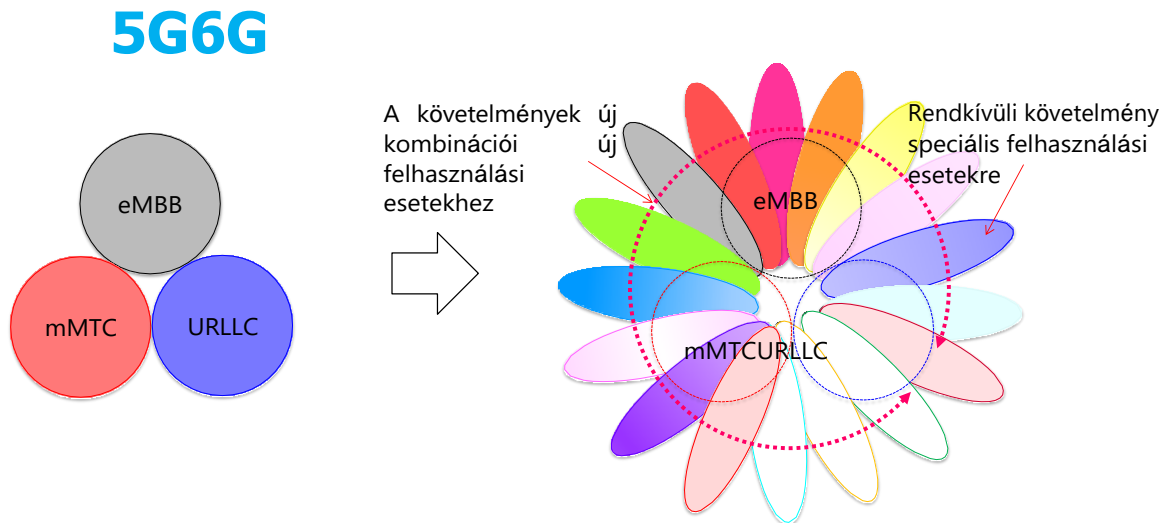 5G6G
A követelmények új
kombinációi új
felhasználási
esetekhez
Rendkívüli követelmény
speciális felhasználási
esetekre
eMBB
mMTC
URLLC
eMBB
mMTCURLLC